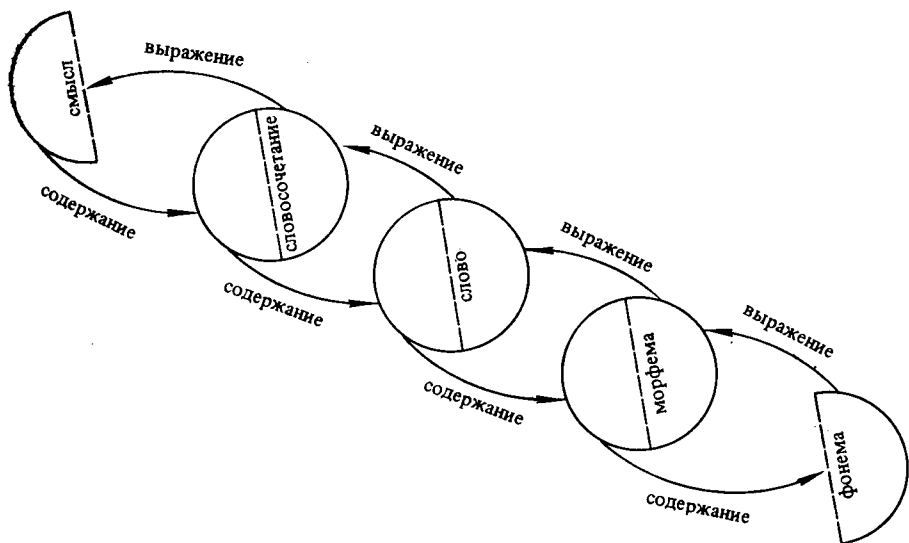 выражение
смысл
содержание
выражение
словосочетание
содержание
выражение
слово
содержание
выражение
морфема
содержание
фонема